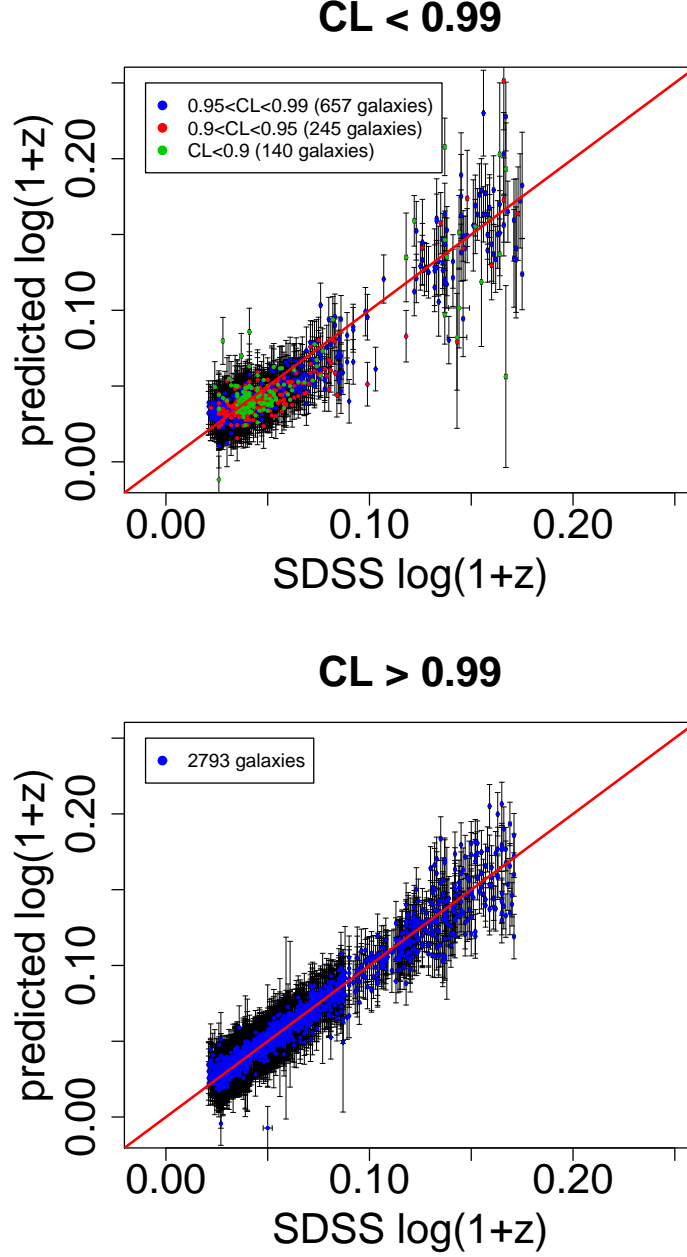 CL < 0.99
0.95<CL<0.99 (657 galaxies)
0.9<CL<0.95 (245 galaxies)
CL<0.9 (140 galaxies)
predicted log(1+z)
0.20
0.10
0.00
0.00 0.10 0.20
SDSS log(1+z)
CL > 0.99
2793 galaxies
predicted log(1+z)
0.20
0.10
0.00
0.00 0.10 0.20
SDSS log(1+z)